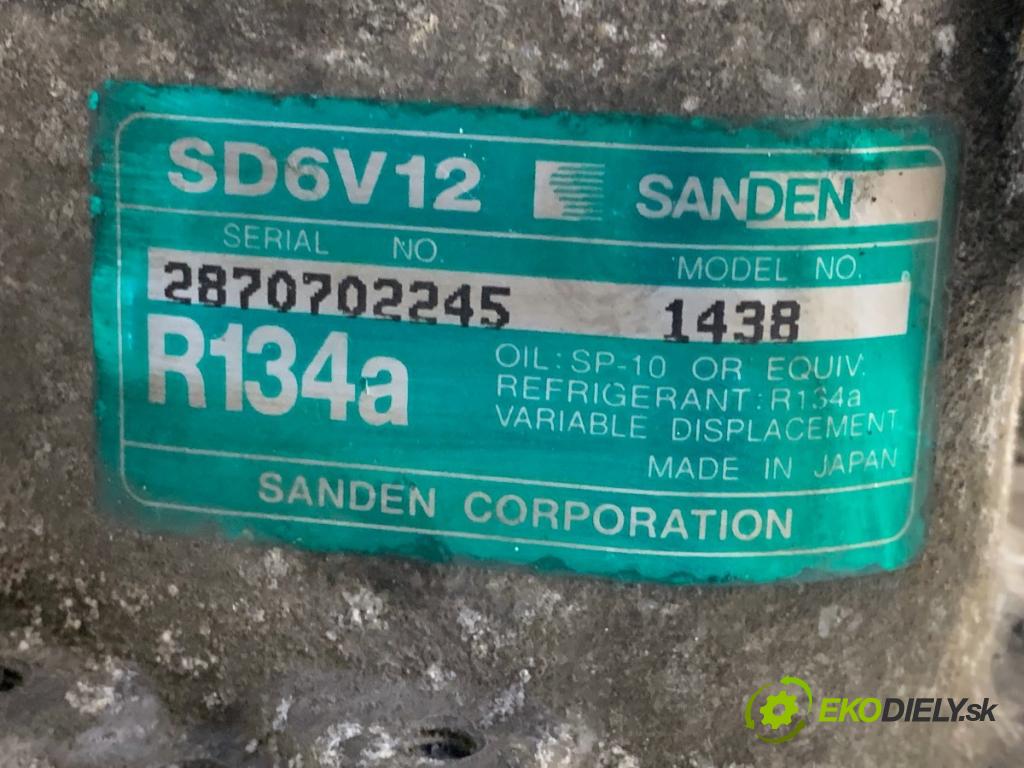 SD6V12 SANDEN
SERIAL NO. MODEL NO.
2870702245 1438
R134a
OIL: SP-10 OR EQUIV.
REFRIGERANT: R134a
VARIABLE DISPLACEMENT
MADE IN JAPAN
SANDEN CORPORATION
EKODIELY.sk